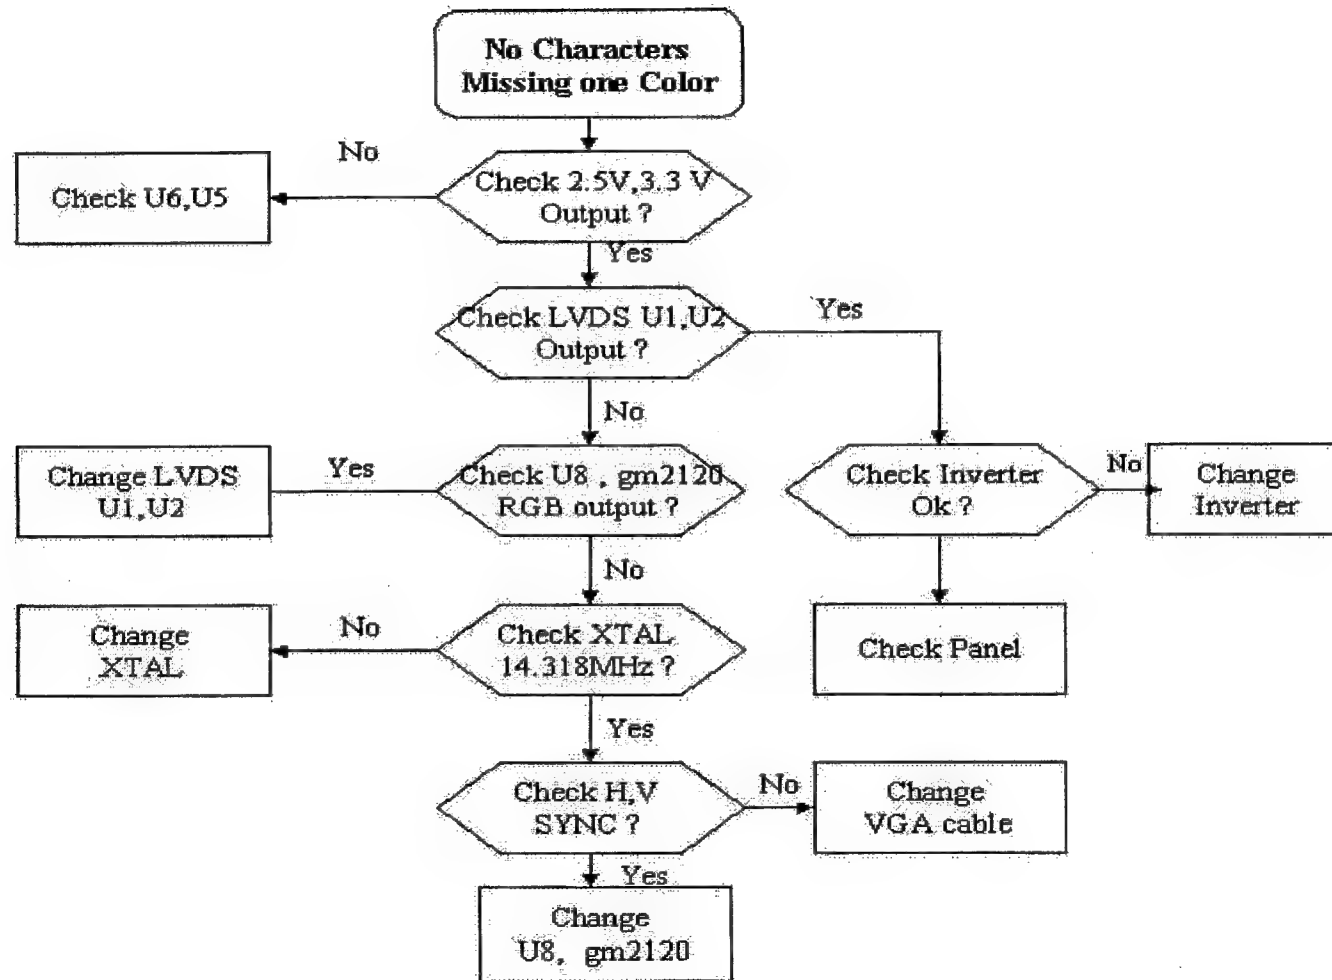 No Characters
Missing one Color
No
Check U6,U5
Check 2.5V,3.3 V
Output ?
Yes
Check LVDS U1,U2
Output ?
Yes
No
Change LVDS
U1,U2
Yes
Check U8 , gm2120
RGB output ?
Check Inverter
Ok ?
No
Change
Inverter
No
Change
XTAL
No
Check XTAL
14.318MHz ?
Check Panel
Yes
Check H,V
SYNC ?
No
Change
VGA cable
Yes
Change
U8, gm2120